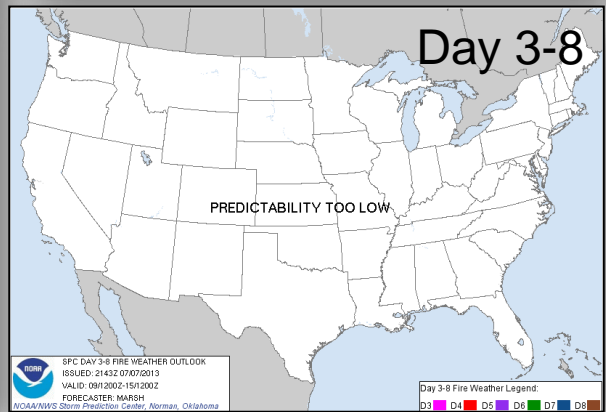 Day 3-8
PREDICTABILITY TOO LOW
NOAA
SPC DAY 3-8 FIRE WEATHER OUTLOOK
ISSUED: 2143Z 07/07/2013
VALID: 09/1200Z-15/1200Z
FORECASTER: MARSH
NOAA/NWS Storm Prediction Center, Norman, Oklahoma
Day 3-8 Fire Weather Legend:
D3 D4 D5 D6 D7 D8